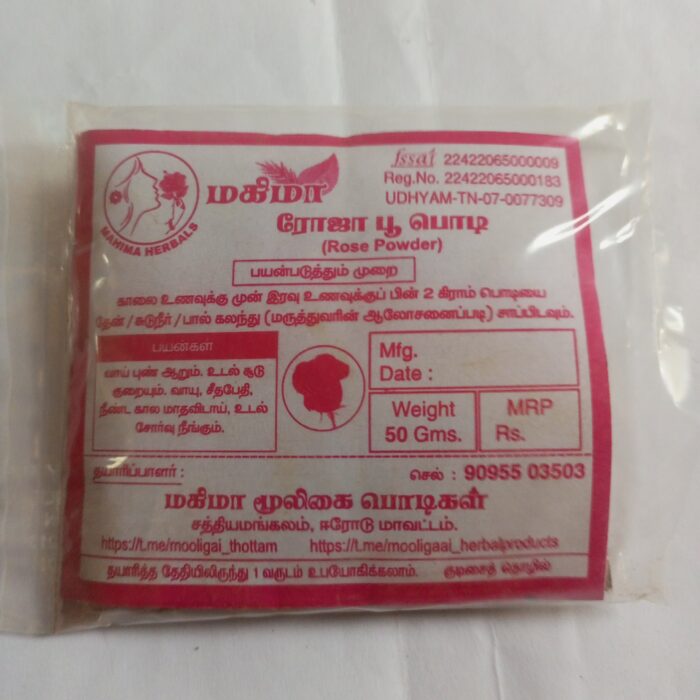 MAHIMA HERBALS
மகிமா
fssai 22422065000009
Reg.No. 22422065000183
UDHYAM-TN-07-0077309
ரோஜா பூ பொடி
(Rose Powder)
பயன்படுத்தும் முறை
காலை உணவுக்கு முன் இரவு உணவுக்குப் பின் 2 கிராம் பொடியை
தேன் / சுடுநீர் / பால் கலந்து (மருத்துவரின் ஆலோசனைப்படி) சாப்பிடவும்.
பயன்கள்
வாய் புண் ஆறும். உடல் சூடு
குறையும். வாயு, சீதபேதி,
நீண்ட கால மாதவிடாய், உடல்
சோர்வு நீங்கும்.
Mfg.
Date :
Weight
50 Gms.
MRP
Rs.
தயாரிப்பாளர் :
செல் : 90955 03503
மகிமா மூலிகை பொடிகள்
சத்தியமங்கலம், ஈரோடு மாவட்டம்.
https://t.me/mooligai_thottam https://t.me/mooligaai_herbalproducts
தயாரித்த தேதியிலிருந்து 1 வருடம் உபயோகிக்கலாம். குடிசைத் தொழில்